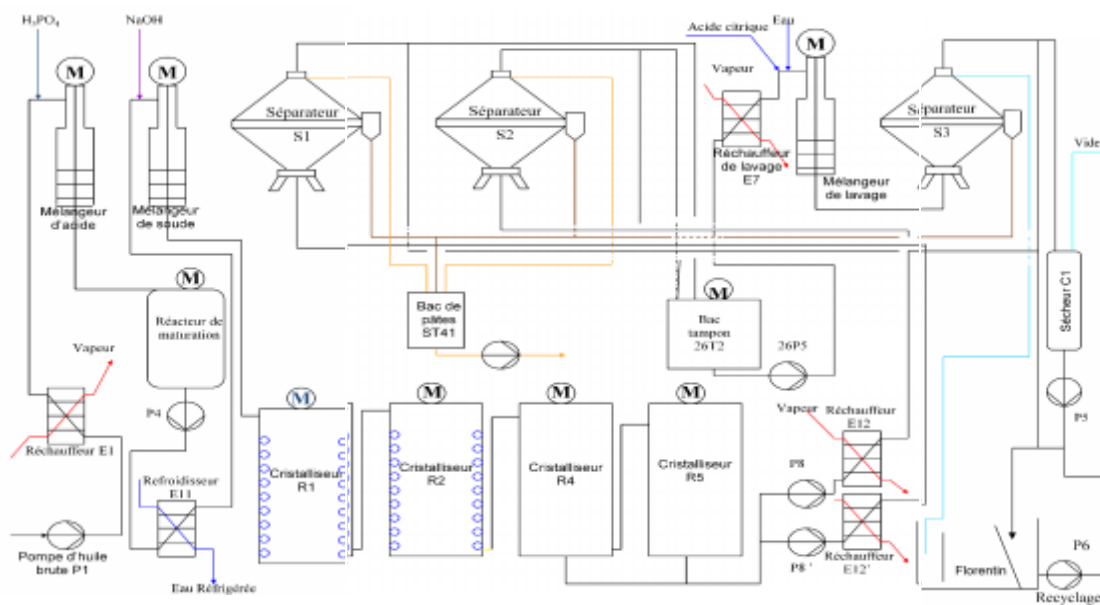 H₃PO₄
NaOH
M
M
Mélangeur
d'acide
Mélangeur
de soude
Séparateur
S1
Séparateur
S2
Acide citrique
Eau
M
Vapeur
Réchauffeur
de lavage
E7
Mélangeur
de lavage
Séparateur
S3
Vide
Sécheur C1
M
Réacteur de
maturation
Vapeur
P4
Réchauffeur E1
Refroidisseur
E11
Pompe d'huile
brute P1
Eau Réfrigérée
Bac de
pâtes
ST41
M
Bac
tampon
26T2
26P5
M
Cristalliseur
R1
M
Cristalliseur
R2
M
Cristalliseur
R4
M
Cristalliseur
R5
Vapeur
Réchauffeur
E12
P8
P8 '
Réchauffeur
E12'
P5
Florentin
P6
Recyclage